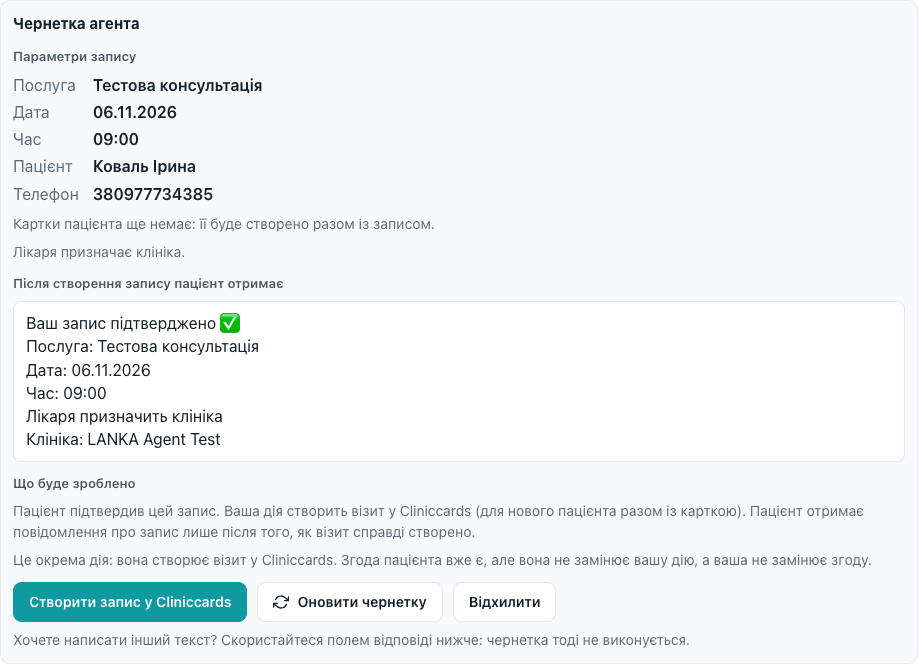 Чернетка агента
Параметри запису
Послуга Тестова консультація
Дата 06.11.2026
Час 09:00
Пацієнт Коваль Ірина
Телефон 380977734385
Картки пацієнта ще немає: її буде створено разом із записом.
Лікаря призначає клініка.
Після створення запису пацієнт отримає
Ваш запис підтверджено ✅
Послуга: Тестова консультація
Дата: 06.11.2026
Час: 09:00
Лікаря призначить клініка
Клініка: LANKA Agent Test
Що буде зроблено
Пацієнт підтвердив цей запис. Ваша дія створить візит у Cliniccards (для нового пацієнта разом із карткою). Пацієнт отримає
повідомлення про запис лише після того, як візит справді створено.
Це окрема дія: вона створює візит у Cliniccards. Згода пацієнта вже є, але вона не замінює вашу дію, а ваша не замінює згоду.
Створити запис у Cliniccards Оновити чернетку Відхилити
Хочете написати інший текст? Скористайтеся полем відповіді нижче: чернетка тоді не виконується.